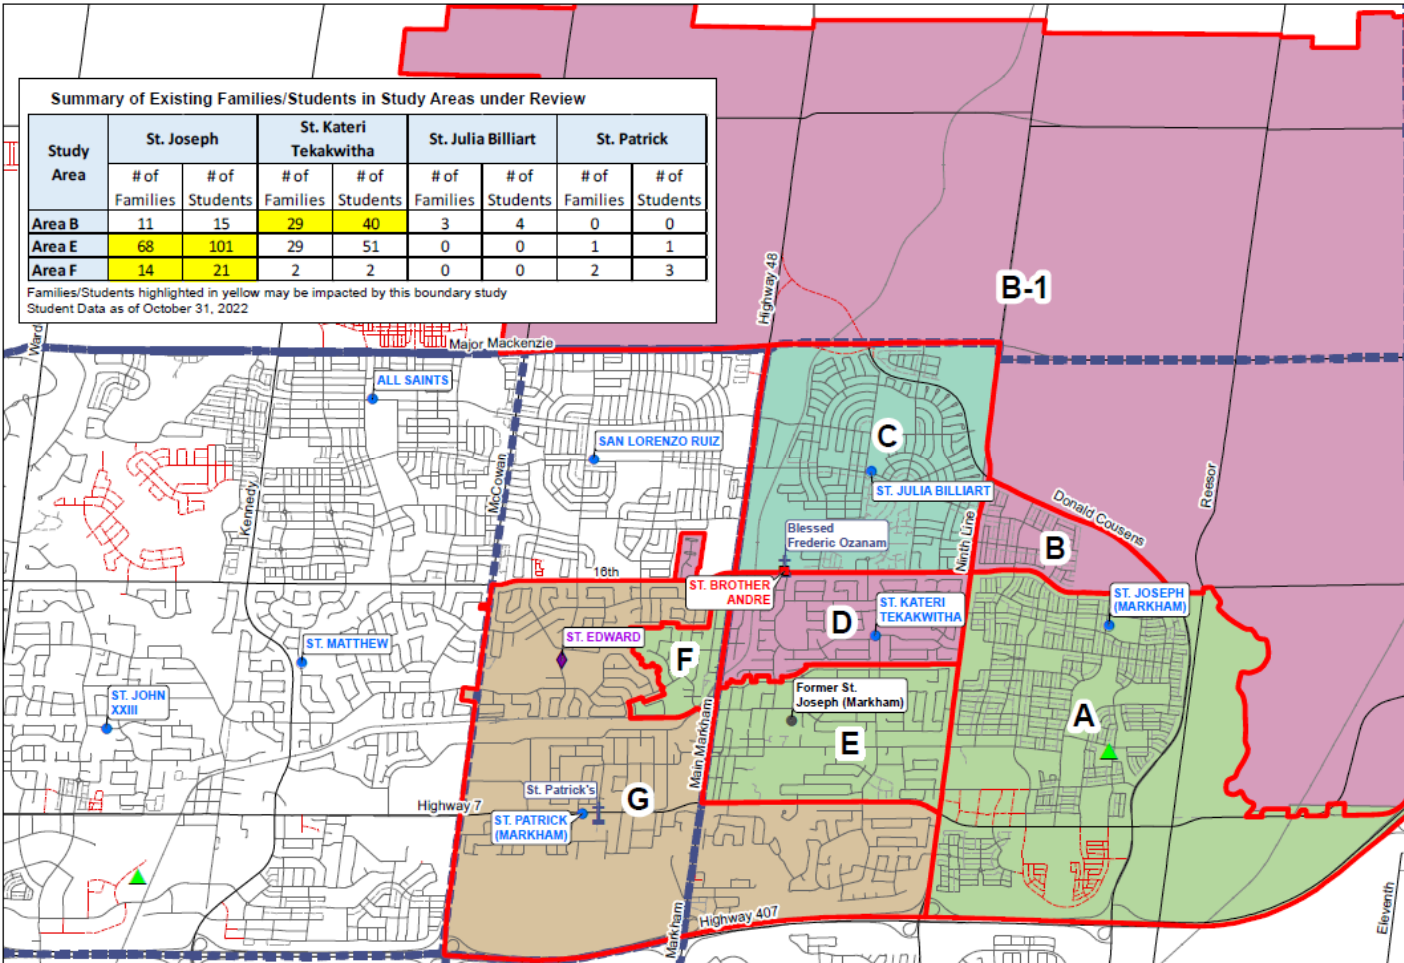 Summary of Existing Families/Students in Study Areas under Review
Study Area St. Joseph St. Kateri Tekakwitha St. Julia Billiart St. Patrick
# of Families # of Students # of Families # of Students # of Families # of Students # of Families # of Students
Area B 11 15 29 40 3 4 0 0
Area E 68 101 29 51 0 0 1 1
Area F 14 21 2 2 0 0 2 3
Families/Students highlighted in yellow may be impacted by this boundary study
Student Data as of October 31, 2022
Highway 48
B-1
Ward
Major Mackenzie
ALL SAINTS
SAN LORENZO RUIZ
C
McCowan
Kennedy
ST. JULIA BILLIART
Reesor
Donald Cousens
Blessed
Frederic Ozanam
Ninth Line
B
16th
ST. BROTHER
ANDRE
ST. KATERI
TEKAKWITHA
ST. JOSEPH
(MARKHAM)
D
ST. EDWARD
ST. MATTHEW
F
Former St.
Joseph (Markham)
ST. JOHN
XXIII
A
Main Markham
E
7
7
St. Patrick's
G
Highway 7
ST. PATRICK
(MARKHAM)
Markham
Highway 407
Eleventh